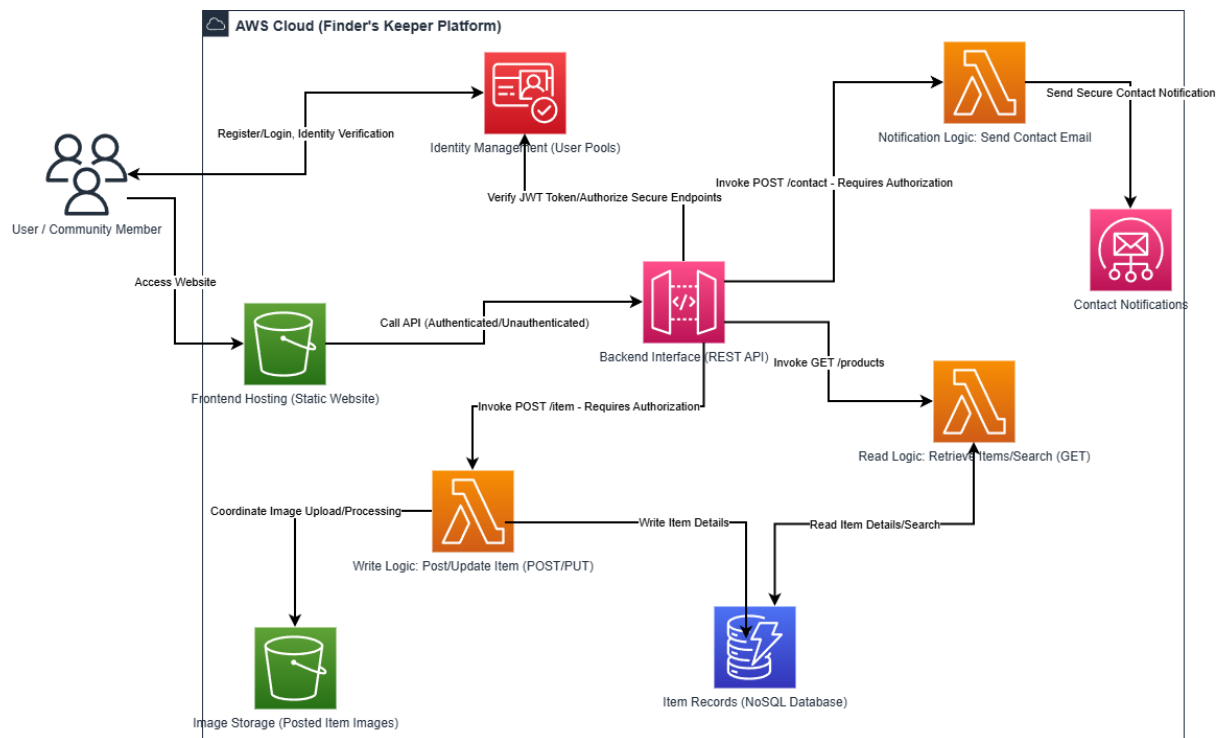 AWS Cloud (Finder's Keeper Platform)
Send Secure Contact Notification
Notification Logic: Send Contact Email
Register/Login, Identity Verification
Identity Management (User Pools)
Invoke POST /contact - Requires Authorization
Verify JWT Token/Authorize Secure Endpoints
User / Community Member
Access Website
Contact Notifications
Call API (Authenticated/Unauthenticated)
Backend Interface (REST API)
Invoke GET /products
Frontend Hosting (Static Website)
Invoke POST /item - Requires Authorization
Read Logic: Retrieve Items/Search (GET)
Coordinate Image Upload/Processing
Write Item Details
Read Item Details/Search
Write Logic: Post/Update Item (POST/PUT)
Item Records (NoSQL Database)
Image Storage (Posted Item Images)